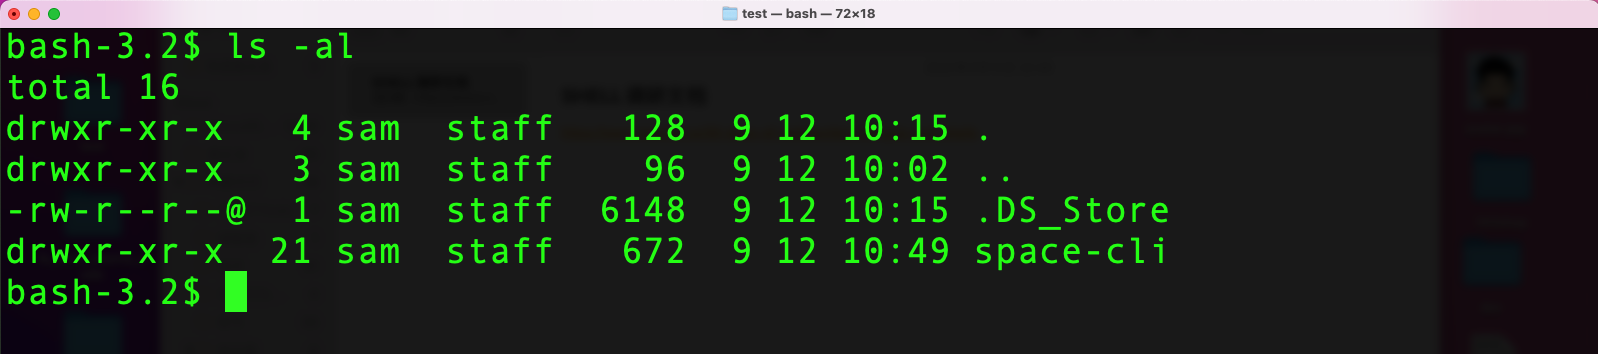 test — bash — 72×18
bash-3.2$ ls -al
total 16
drwxr-xr-x   4 sam  staff   128  9 12 10:15 .
drwxr-xr-x   3 sam  staff    96  9 12 10:02 ..
-rw-r--r--@  1 sam  staff  6148  9 12 10:15 .DS_Store
drwxr-xr-x  21 sam  staff   672  9 12 10:49 space-cli
bash-3.2$